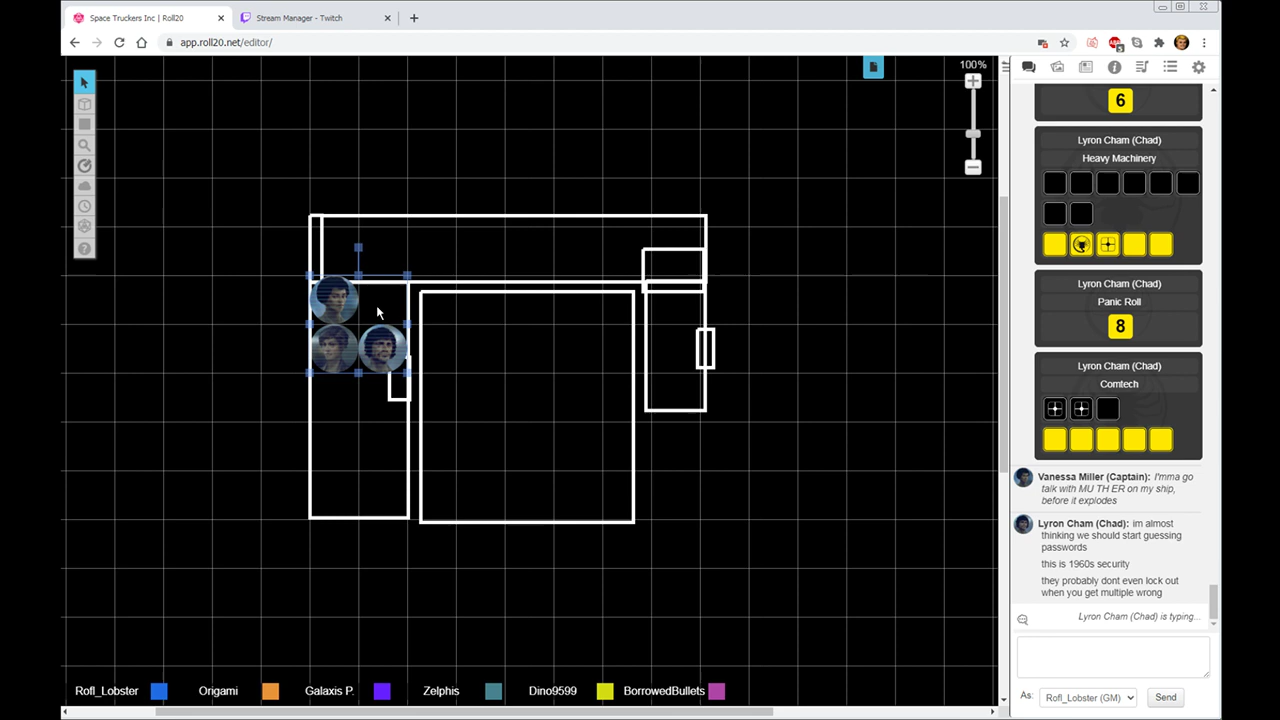 Space Truckers Inc | Roll20
Stream Manager - Twitch
app.roll20.net/editor/
100%
6
Lyron Cham (Chad)
Heavy Machinery
Lyron Cham (Chad)
Panic Roll
8
Lyron Cham (Chad)
Comtech
Vanessa Miller (Captain): I'mma go
talk with MU TH ER on my ship,
before it explodes
Lyron Cham (Chad): im almost
thinking we should start guessing
passwords
this is 1960s security
they probably dont even lock out
when you get multiple wrong
Lyron Cham (Chad) is typing...
As: Rofl_Lobster (GM) Send
Rofl_Lobster Origami Galaxis P. Zelphis Dino9599 BorrowedBullets